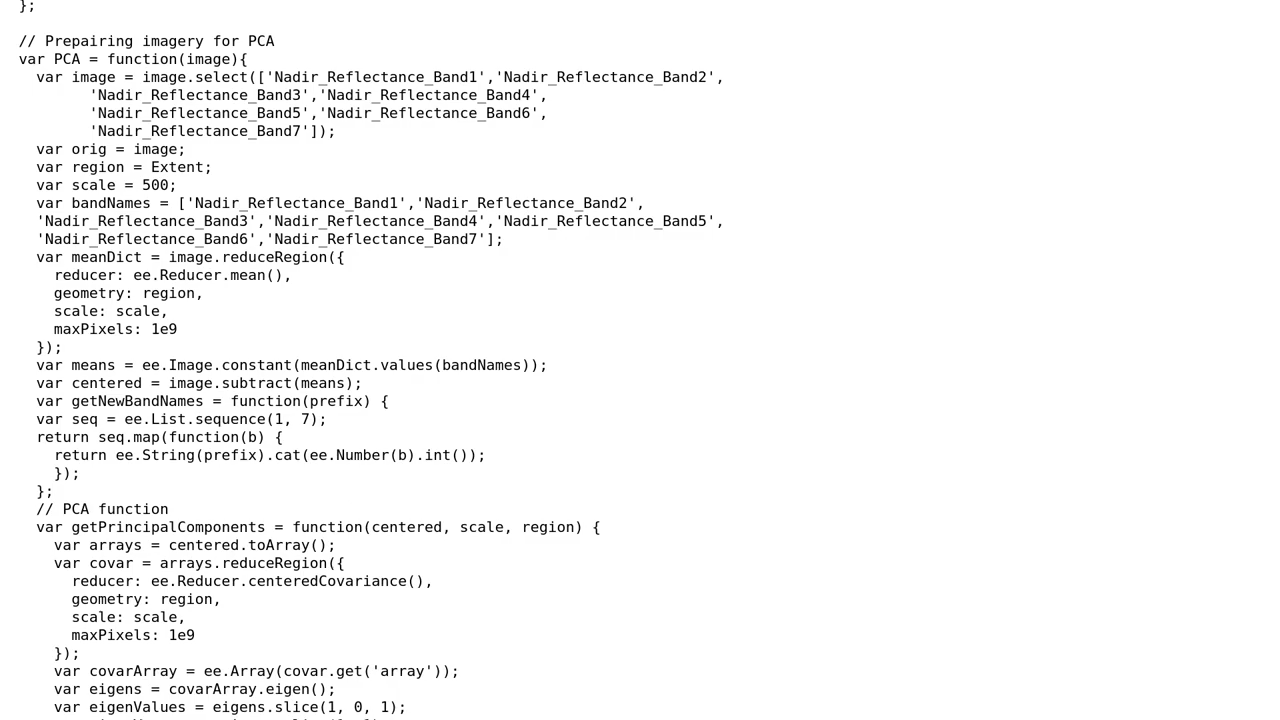 };
// Prepairing imagery for PCA
var PCA = function(image){
var image = image.select(['Nadir_Reflectance_Band1','Nadir_Reflectance_Band2',
'Nadir_Reflectance_Band3','Nadir_Reflectance_Band4',
'Nadir_Reflectance_Band5','Nadir_Reflectance_Band6',
'Nadir_Reflectance_Band7']);
var orig = image;
var region = Extent;
var scale = 500;
var bandNames = ['Nadir_Reflectance_Band1','Nadir_Reflectance_Band2',
'Nadir_Reflectance_Band3','Nadir_Reflectance_Band4','Nadir_Reflectance_Band5',
'Nadir_Reflectance_Band6','Nadir_Reflectance_Band7'];
var meanDict = image.reduceRegion({
reducer: ee.Reducer.mean(),
geometry: region,
scale: scale,
maxPixels: 1e9
});
var means = ee.Image.constant(meanDict.values(bandNames));
var centered = image.subtract(means);
var getNewBandNames = function(prefix) {
var seq = ee.List.sequence(1, 7);
return seq.map(function(b) {
return ee.String(prefix).cat(ee.Number(b).int());
});
};
// PCA function
var getPrincipalComponents = function(centered, scale, region) {
var arrays = centered.toArray();
var covar = arrays.reduceRegion({
reducer: ee.Reducer.centeredCovariance(),
geometry: region,
scale: scale,
maxPixels: 1e9
});
var covarArray = ee.Array(covar.get('array'));
var eigens = covarArray.eigen();
var eigenValues = eigens.slice(1, 0, 1);